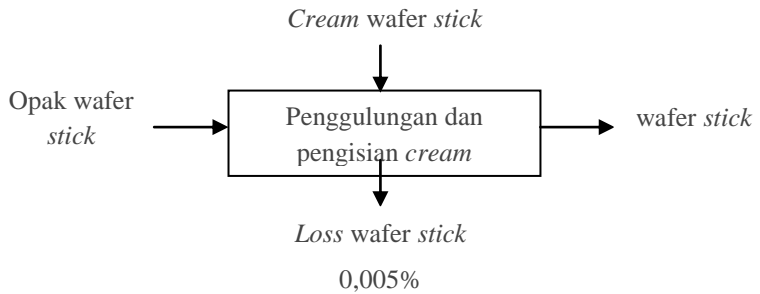 Cream wafer stick
Opak wafer
stick
Penggulungan dan
pengisian cream
wafer stick
Loss wafer stick
0,005%